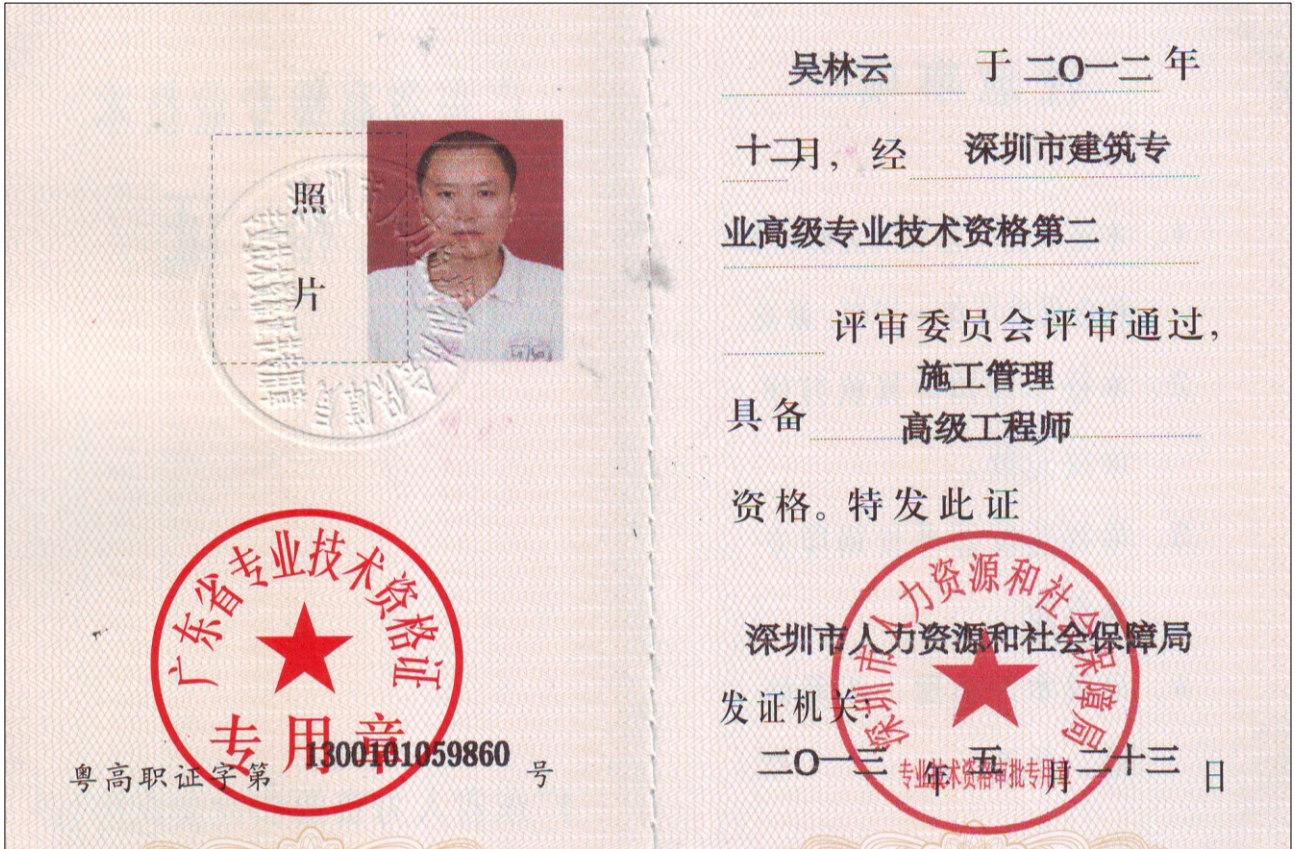 照
片
广东省专业技术资格证
专用章
粤高职证字第 1300101059860 号
吴林云 于 二〇一二 年
十二月，经 深圳市建筑专
业高级专业技术资格第二
评审委员会评审通过，
施工管理
具备 高级工程师
资格。特发此证
深圳市人力资源和社会保障局
发证机关：
二〇一三 年 五 月 二十三 日
深圳市人力资源和社会保障局
专业技术资格审批专用章